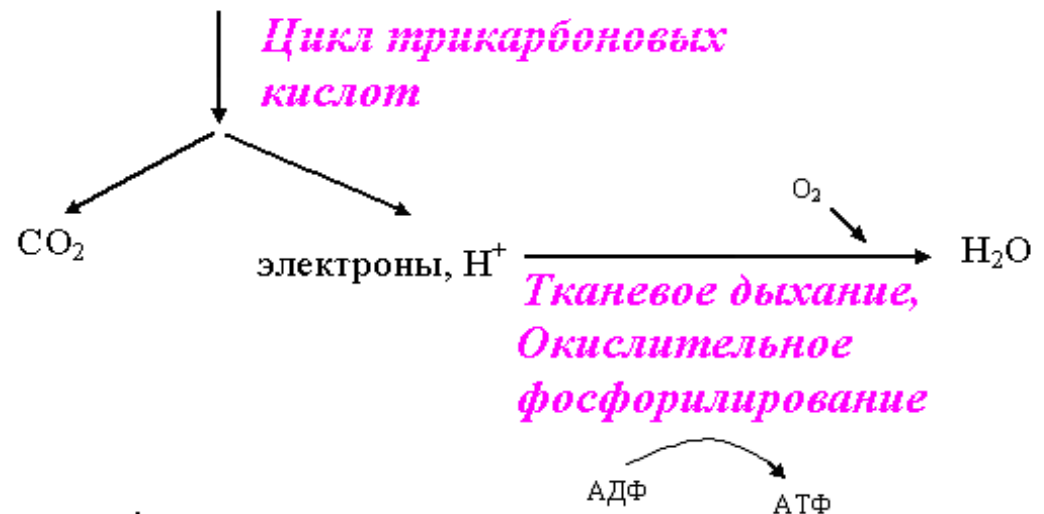 Цикл трикарбоновых
кислот
O₂
CO₂
электроны, H⁺
H₂O
Тканевое дыхание,
Окислительное
фосфорилирование
АДФ
АТФ